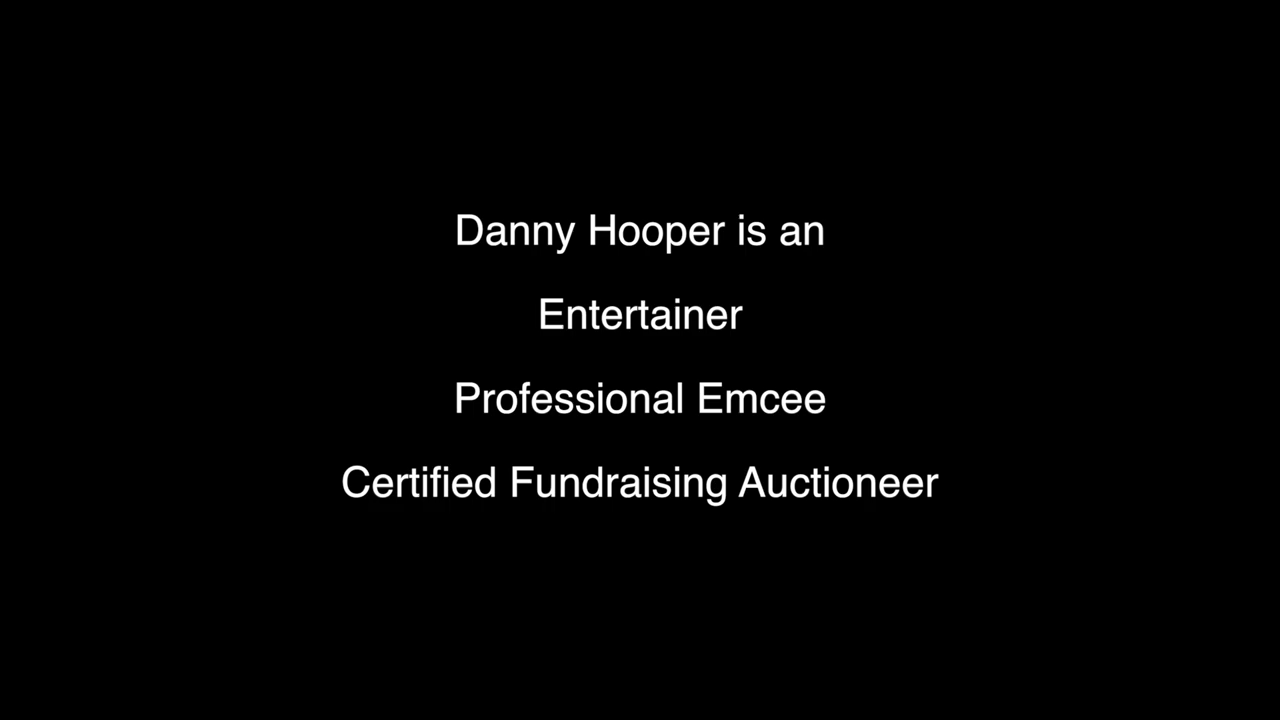 Danny Hooper is an
Entertainer
Professional Emcee
Certified Fundraising Auctioneer